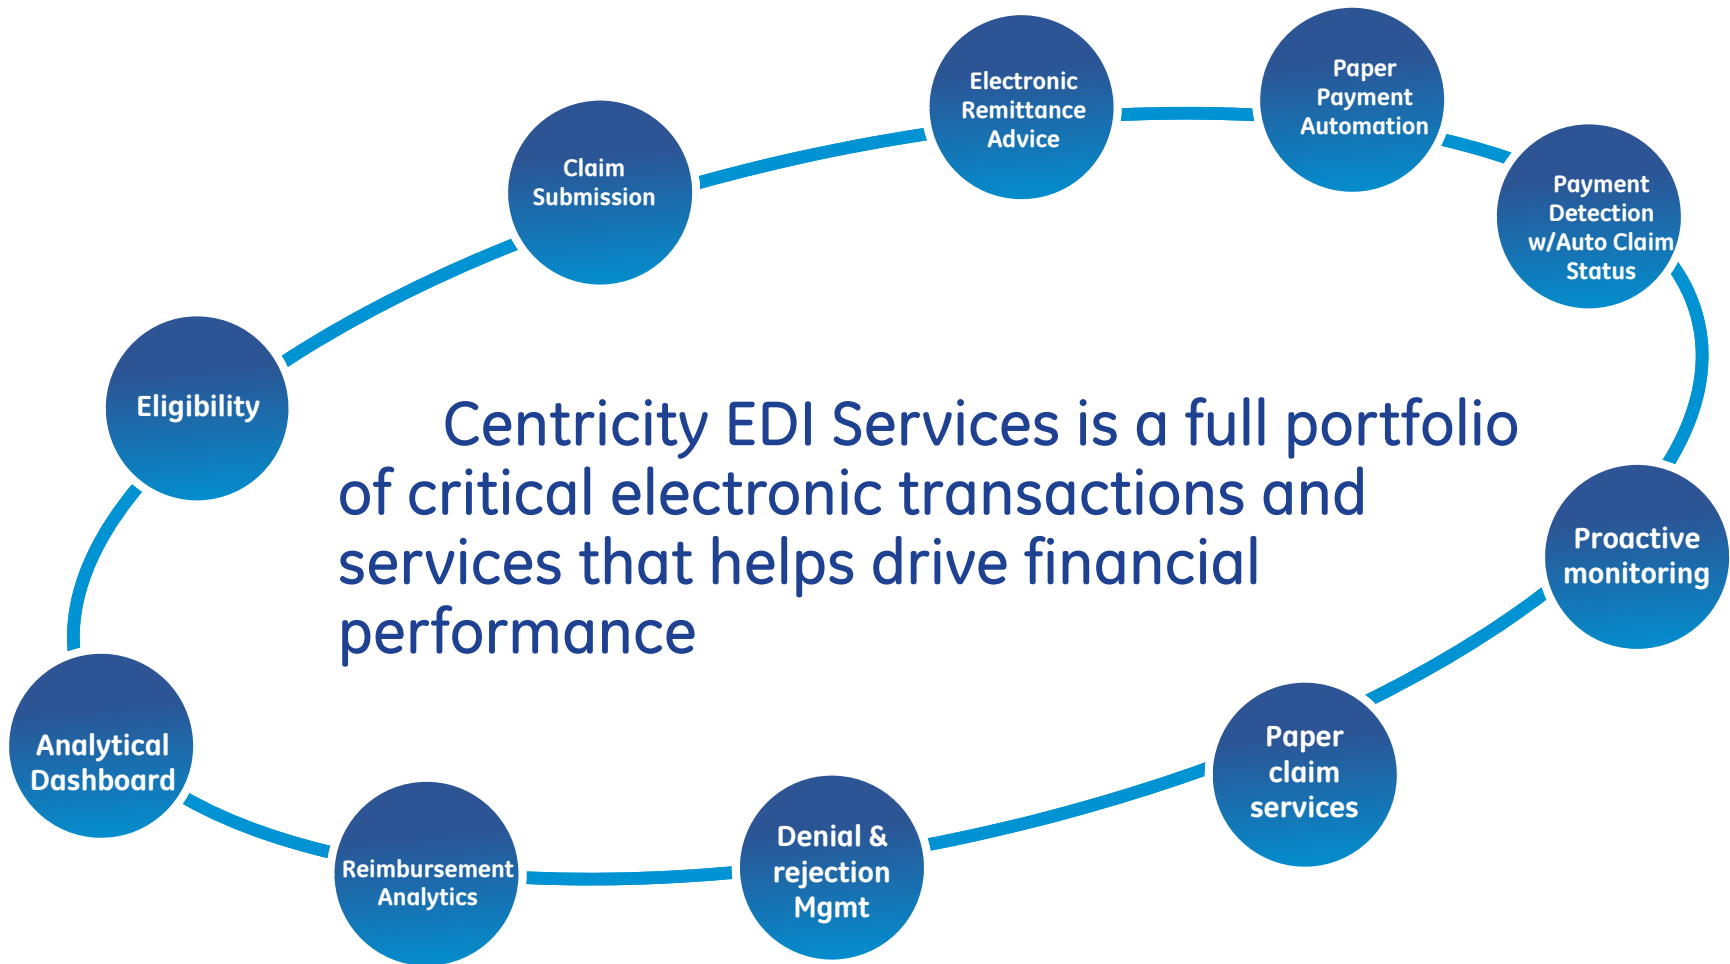 Electronic
Remittance
Advice
Paper
Payment
Automation
Claim
Submission
Payment
Detection
w/Auto Claim
Status
Eligibility
Centricity EDI Services is a full portfolio
of critical electronic transactions and
services that helps drive financial
performance
Proactive
monitoring
Analytical
Dashboard
Paper
claim
services
Reimbursement
Analytics
Denial &
rejection
Mgmt